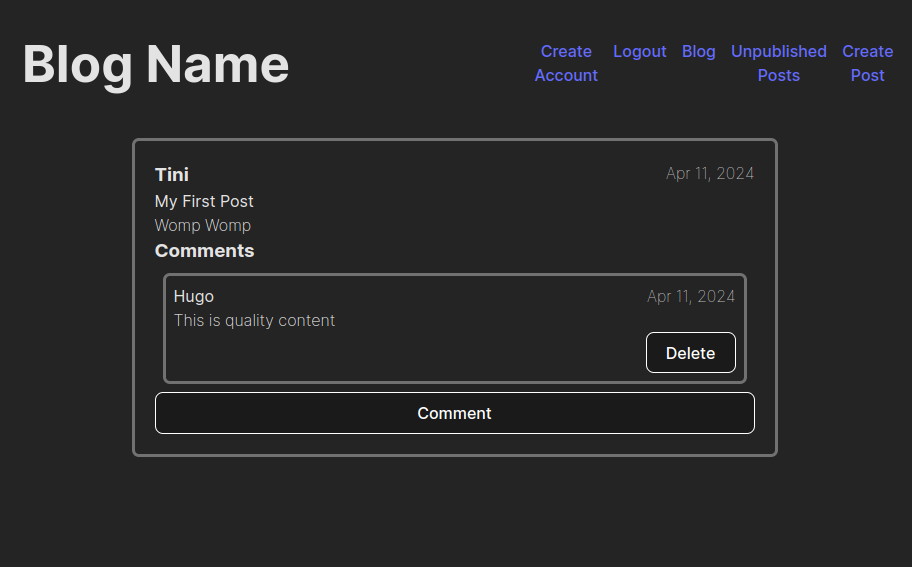 Blog Name
Create Account
Logout
Blog
Unpublished Posts
Create Post
Tini
Apr 11, 2024
My First Post
Womp Womp
Comments
Hugo
Apr 11, 2024
This is quality content
Delete
Comment